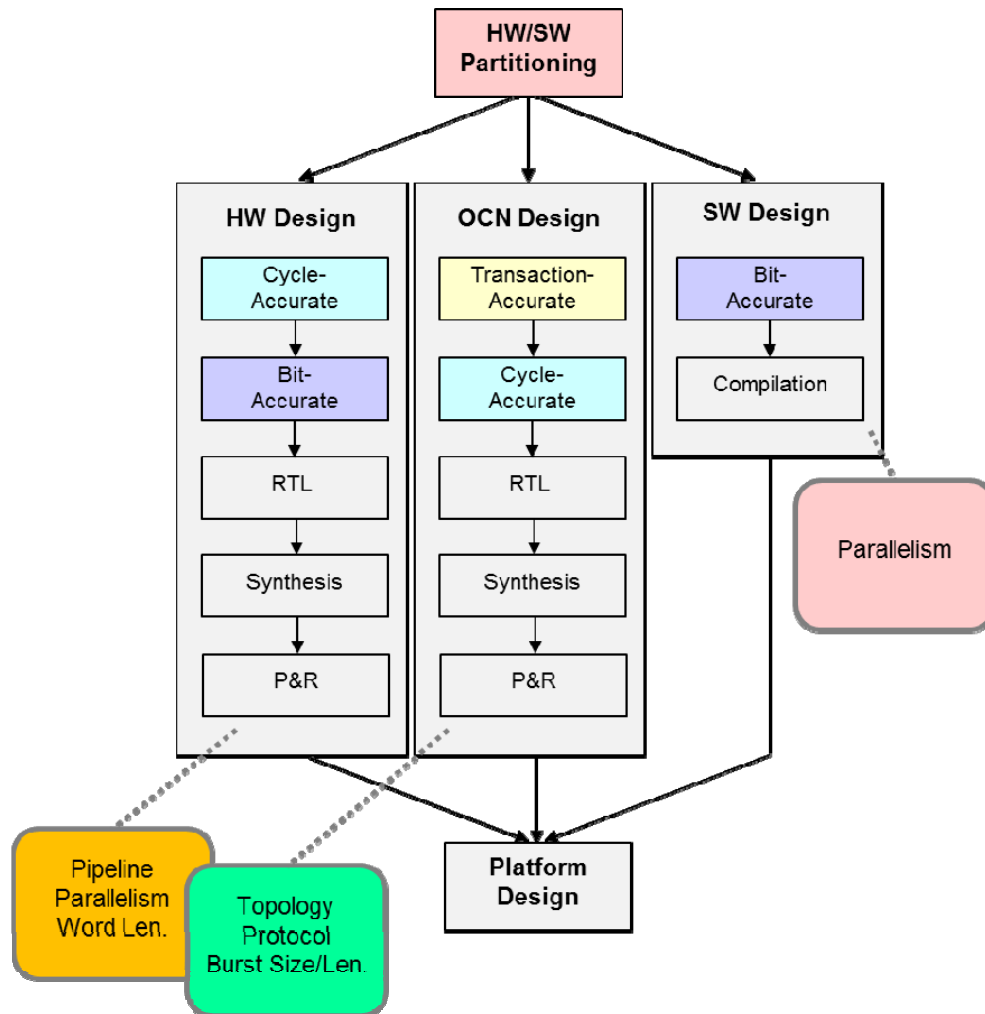 HW/SW
Partitioning
HW Design
Cycle-
Accurate
Bit-
Accurate
RTL
Synthesis
P&R
OCN Design
Transaction-
Accurate
Cycle-
Accurate
RTL
Synthesis
P&R
SW Design
Bit-
Accurate
Compilation
Parallelism
Pipeline
Parallelism
Word Len.
Topology
Protocol
Burst Size/Len.
Platform
Design